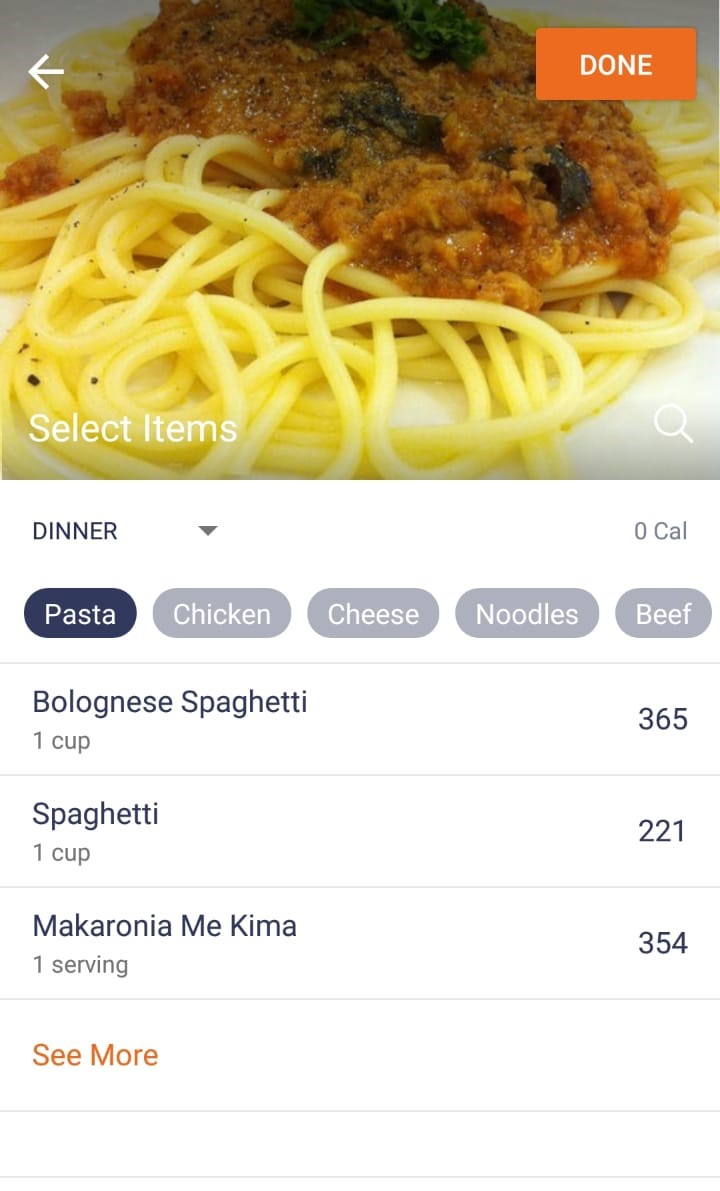 DONE
Select Items
DINNER 0 Cal
Pasta Chicken Cheese Noodles Beef
Bolognese Spaghetti
365
1 cup
Spaghetti
221
1 cup
Makaronia Me Kima
354
1 serving
See More